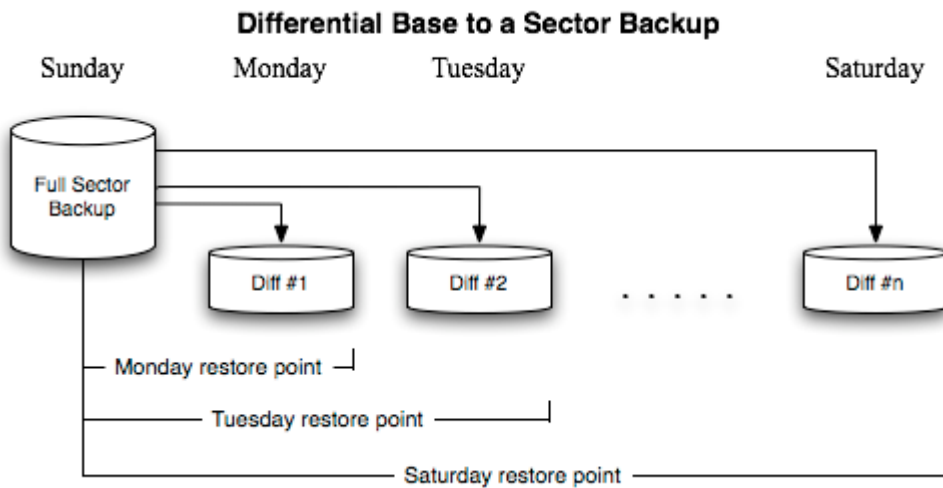 Differential Base to a Sector Backup
Sunday Monday Tuesday Saturday
Full Sector
Backup
Diff #1 Diff #2 . . . . . Diff #n
Monday restore point
Tuesday restore point
Saturday restore point